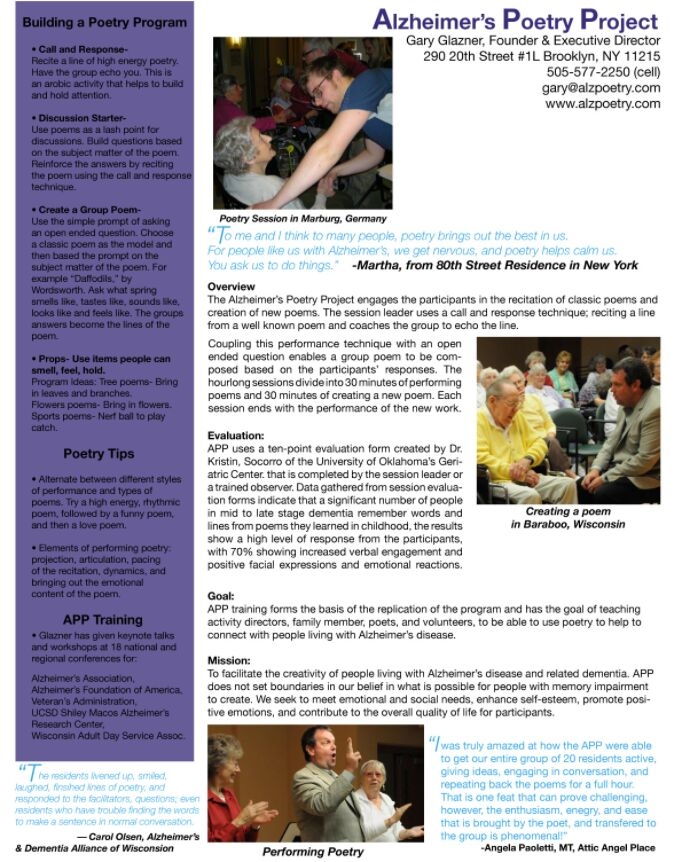 Building a Poetry Program
• Call and Response-
Recite a line of high energy poetry.
Have the group echo you. This is
an arobic activity that helps to build
and hold attention.
• Discussion Starter-
Use poems as a lash point for
discussions. Build questions based
on the subject matter of the poem.
Reinforce the answers by reciting
the poem using the call and response
technique.
• Create a Group Poem-
Use the simple prompt of asking
an open ended question. Choose
a classic poem as the model and
then based the prompt on the
subject matter of the poem. For
example “Daffodils,” by
Wordsworth. Ask what spring
smells like, tastes like, sounds like,
looks like and feels like. The groups
answers become the lines of the
poem.
• Props- Use items people can
smell, feel, hold.
Program Ideas: Tree poems- Bring
in leaves and branches.
Flowers poems- Bring in flowers.
Sports poems- Nerf ball to play
catch.
Poetry Tips
• Alternate between different styles
of performance and types of
poems. Try a high energy, rhythmic
poem, followed by a funny poem,
and then a love poem.
• Elements of performing poetry:
projection, articulation, pacing
of the recitation, dynamics, and
bringing out the emotional
content of the poem.
APP Training
• Glazner has given keynote talks
and workshops at 18 national and
regional conferences for:
Alzheimer’s Association,
Alzheimer’s Foundation of America,
Veteran’s Administration,
UCSD Shiley Macos Alzheimer’s
Research Center,
Wisconsin Adult Day Service Assoc.
“The residents livened up, smiled,
laughed, finsihed lines of poetry, and
responded to the facilitators, questions; even
residents who have trouble finding the words
to make a sentence in normal conversation.
— Carol Olsen, Alzheimer’s
& Dementia Alliance of Wisconsion
Alzheimer’s Poetry Project
Gary Glazner, Founder & Executive Director
290 20th Street #1L Brooklyn, NY 11215
505-577-2250 (cell)
gary@alzpoetry.com
www.alzpoetry.com
Poetry Session in Marburg, Germany
“To me and I think to many people, poetry brings out the best in us.
For people like us with Alzheimer’s, we get nervous, and poetry helps calm us.
You ask us to do things.” -Martha, from 80th Street Residence in New York
Overview
The Alzheimer’s Poetry Project engages the participants in the recitation of classic poems and
creation of new poems. The session leader uses a call and response technique; reciting a line
from a well known poem and coaches the group to echo the line.
Coupling this performance technique with an open
ended question enables a group poem to be com-
posed based on the participants’ responses. The
hourlong sessions divide into 30 minutes of performing
poems and 30 minutes of creating a new poem. Each
session ends with the performance of the new work.
Creating a poem
in Baraboo, Wisconsin
Evaluation:
APP uses a ten-point evaluation form created by Dr.
Kristin, Socorro of the University of Oklahoma’s Geri-
atric Center. that is completed by the session leader or
a trained observer. Data gathered from session evalua-
tion forms indicate that a significant number of people
in mid to late stage dementia remember words and
lines from poems they learned in childhood, the results
show a high level of response from the participants,
with 70% showing increased verbal engagement and
positive facial expressions and emotional reactions.
Goal:
APP training forms the basis of the replication of the program and has the goal of teaching
activity directors, family member, poets, and volunteers, to be able to use poetry to help to
connect with people living with Alzheimer’s disease.
Mission:
To facilitate the creativity of people living with Alzheimer’s disease and related dementia. APP
does not set boundaries in our belief in what is possible for people with memory impairment
to create. We seek to meet emotional and social needs, enhance self-esteem, promote posi-
tive emotions, and contribute to the overall quality of life for participants.
Performing Poetry
“I was truly amazed at how the APP were able
to get our entire group of 20 residents active,
giving ideas, engaging in conversation, and
repeating back the poems for a full hour.
That is one feat that can prove challenging,
however, the enthusiasm, enegry, and ease
that is brought by the poet, and transfered to
the group is phenomenal!”
-Angela Paoletti, MT, Attic Angel Place